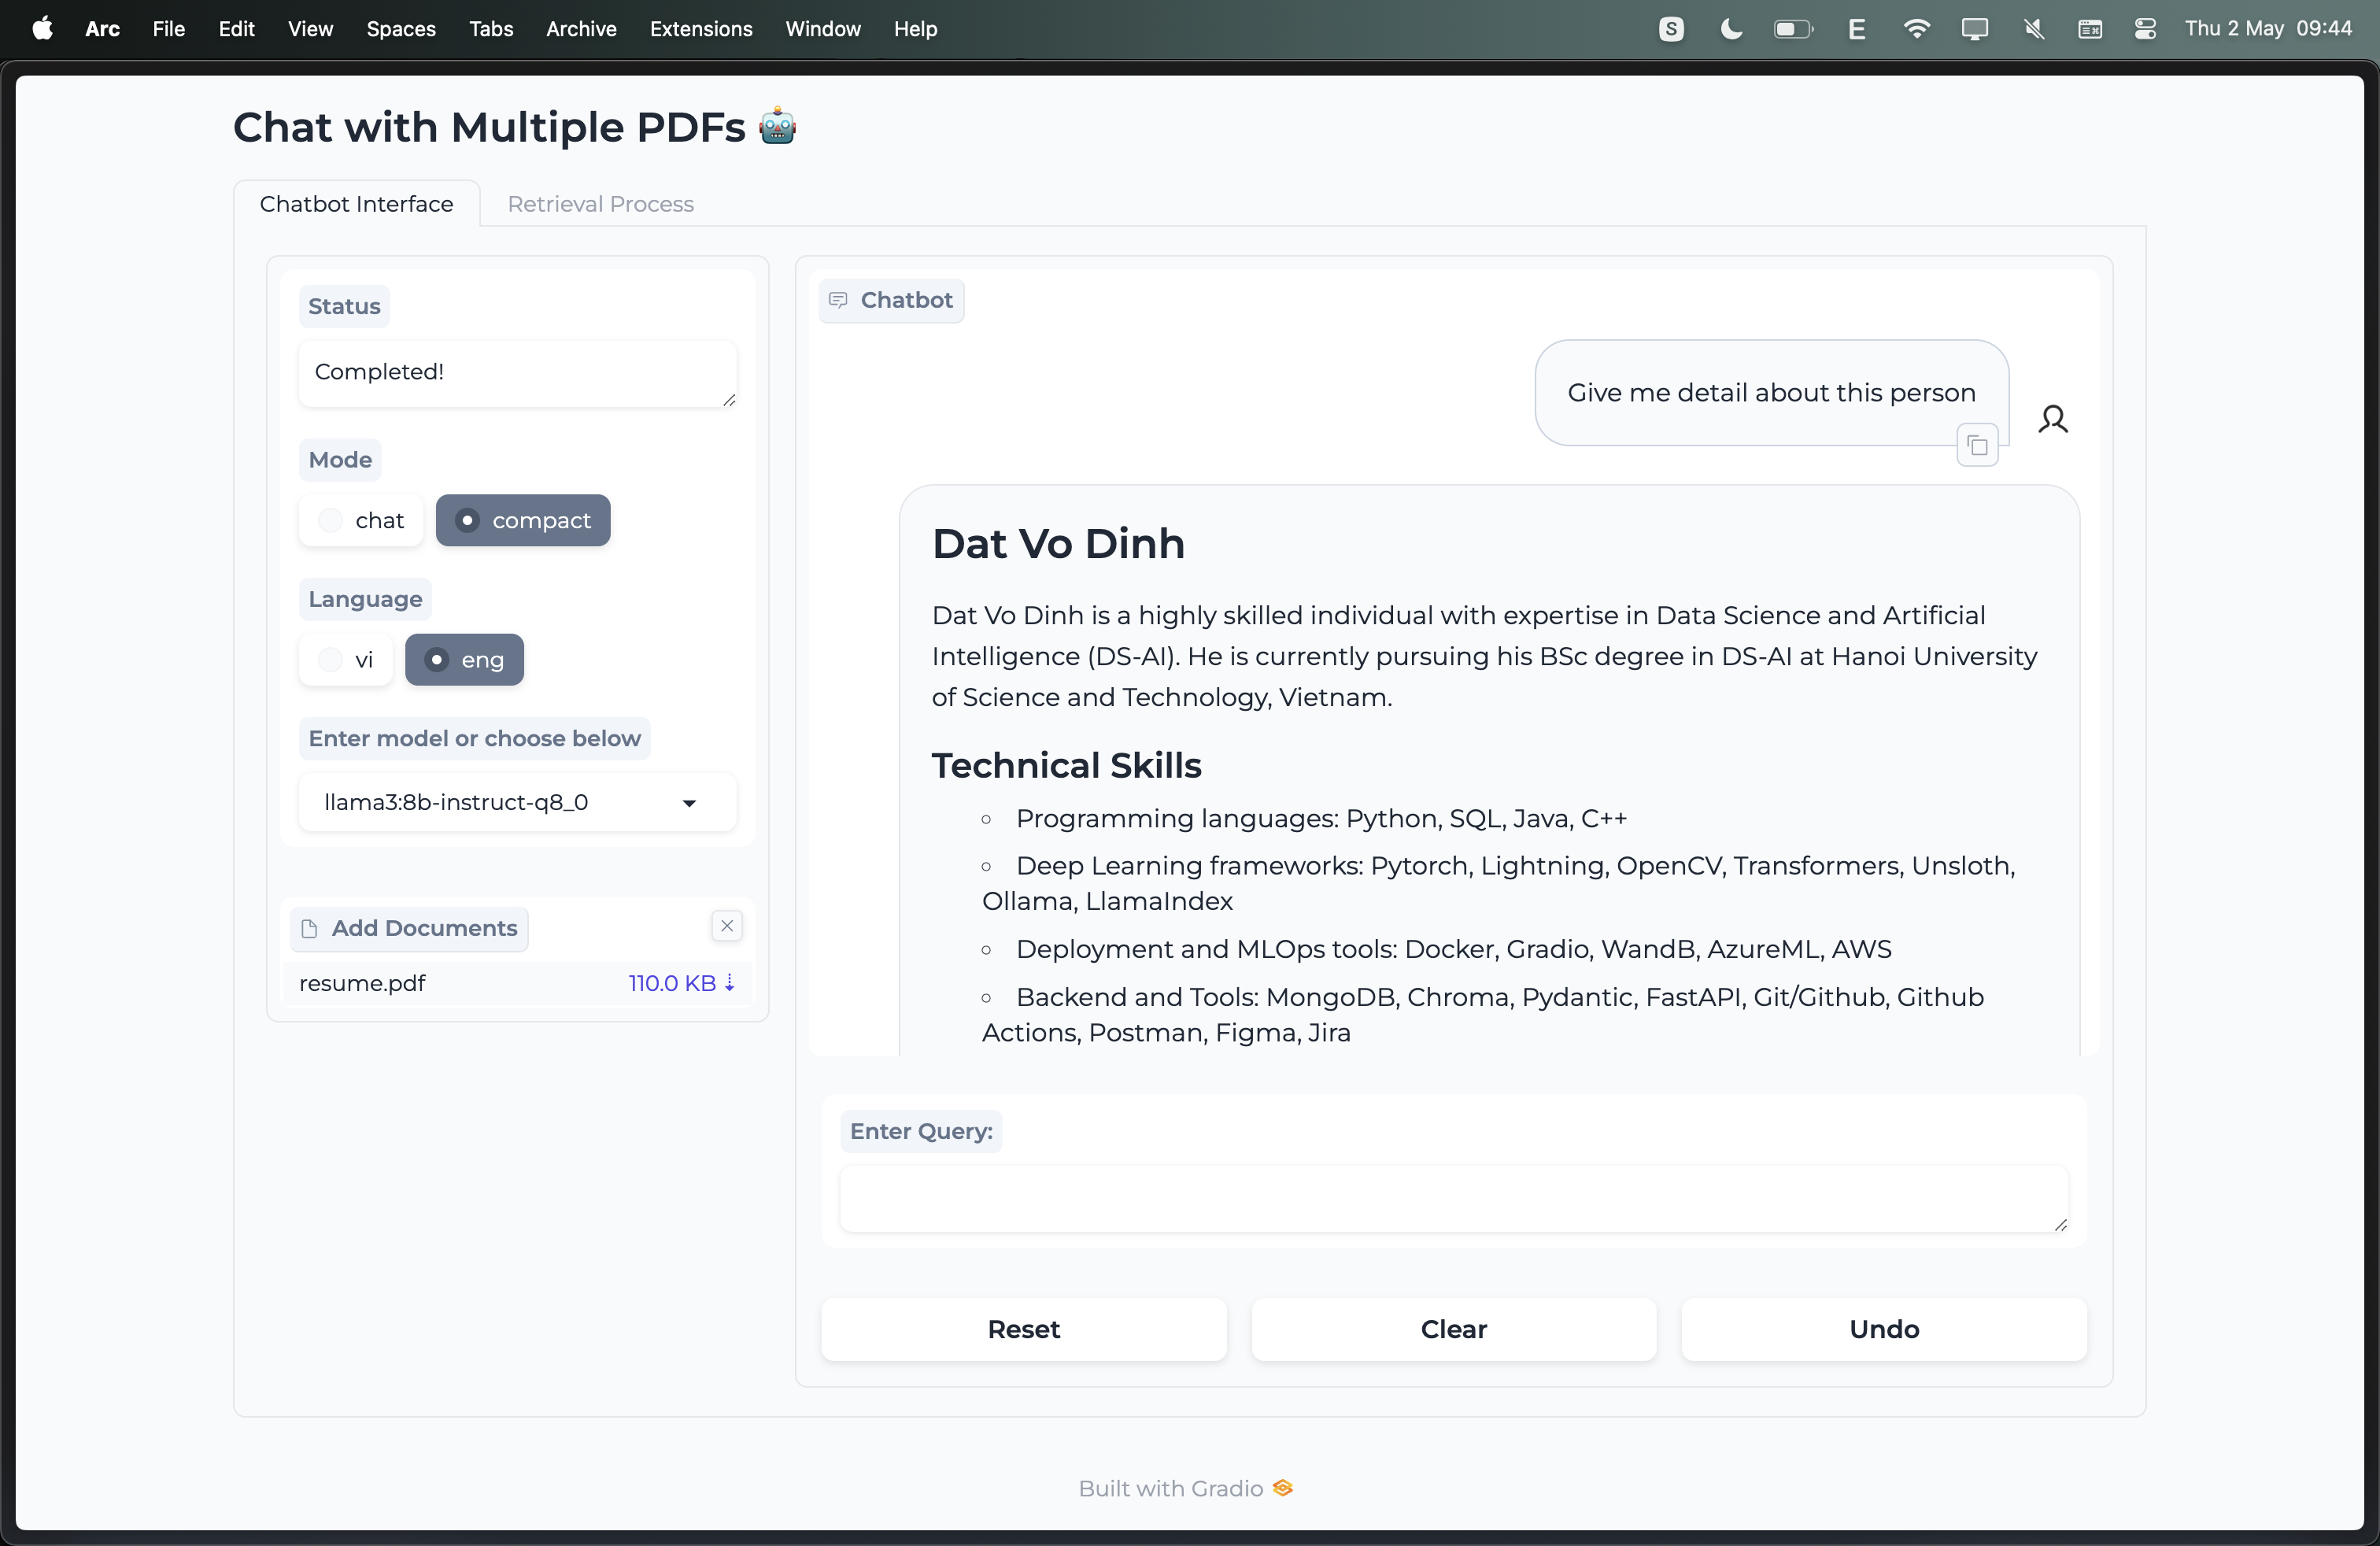 Arc File Edit View Spaces Tabs Archive Extensions Window Help S E Thu 2 May 09:44
Chat with Multiple PDFs
Chatbot Interface Retrieval Process
Status
Completed!
Mode
chat compact
Language
vi eng
Enter model or choose below
llama3:8b-instruct-q8_0
Add Documents
resume.pdf 110.0 KB ⇣
Chatbot
Give me detail about this person
Dat Vo Dinh
Dat Vo Dinh is a highly skilled individual with expertise in Data Science and Artificial
Intelligence (DS-AI). He is currently pursuing his BSc degree in DS-AI at Hanoi University
of Science and Technology, Vietnam.
Technical Skills
Programming languages: Python, SQL, Java, C++
Deep Learning frameworks: Pytorch, Lightning, OpenCV, Transformers, Unsloth,
Ollama, LlamaIndex
Deployment and MLOps tools: Docker, Gradio, WandB, AzureML, AWS
Backend and Tools: MongoDB, Chroma, Pydantic, FastAPI, Git/Github, Github
Actions, Postman, Figma, Jira
Enter Query:
Reset Clear Undo
Built with Gradio